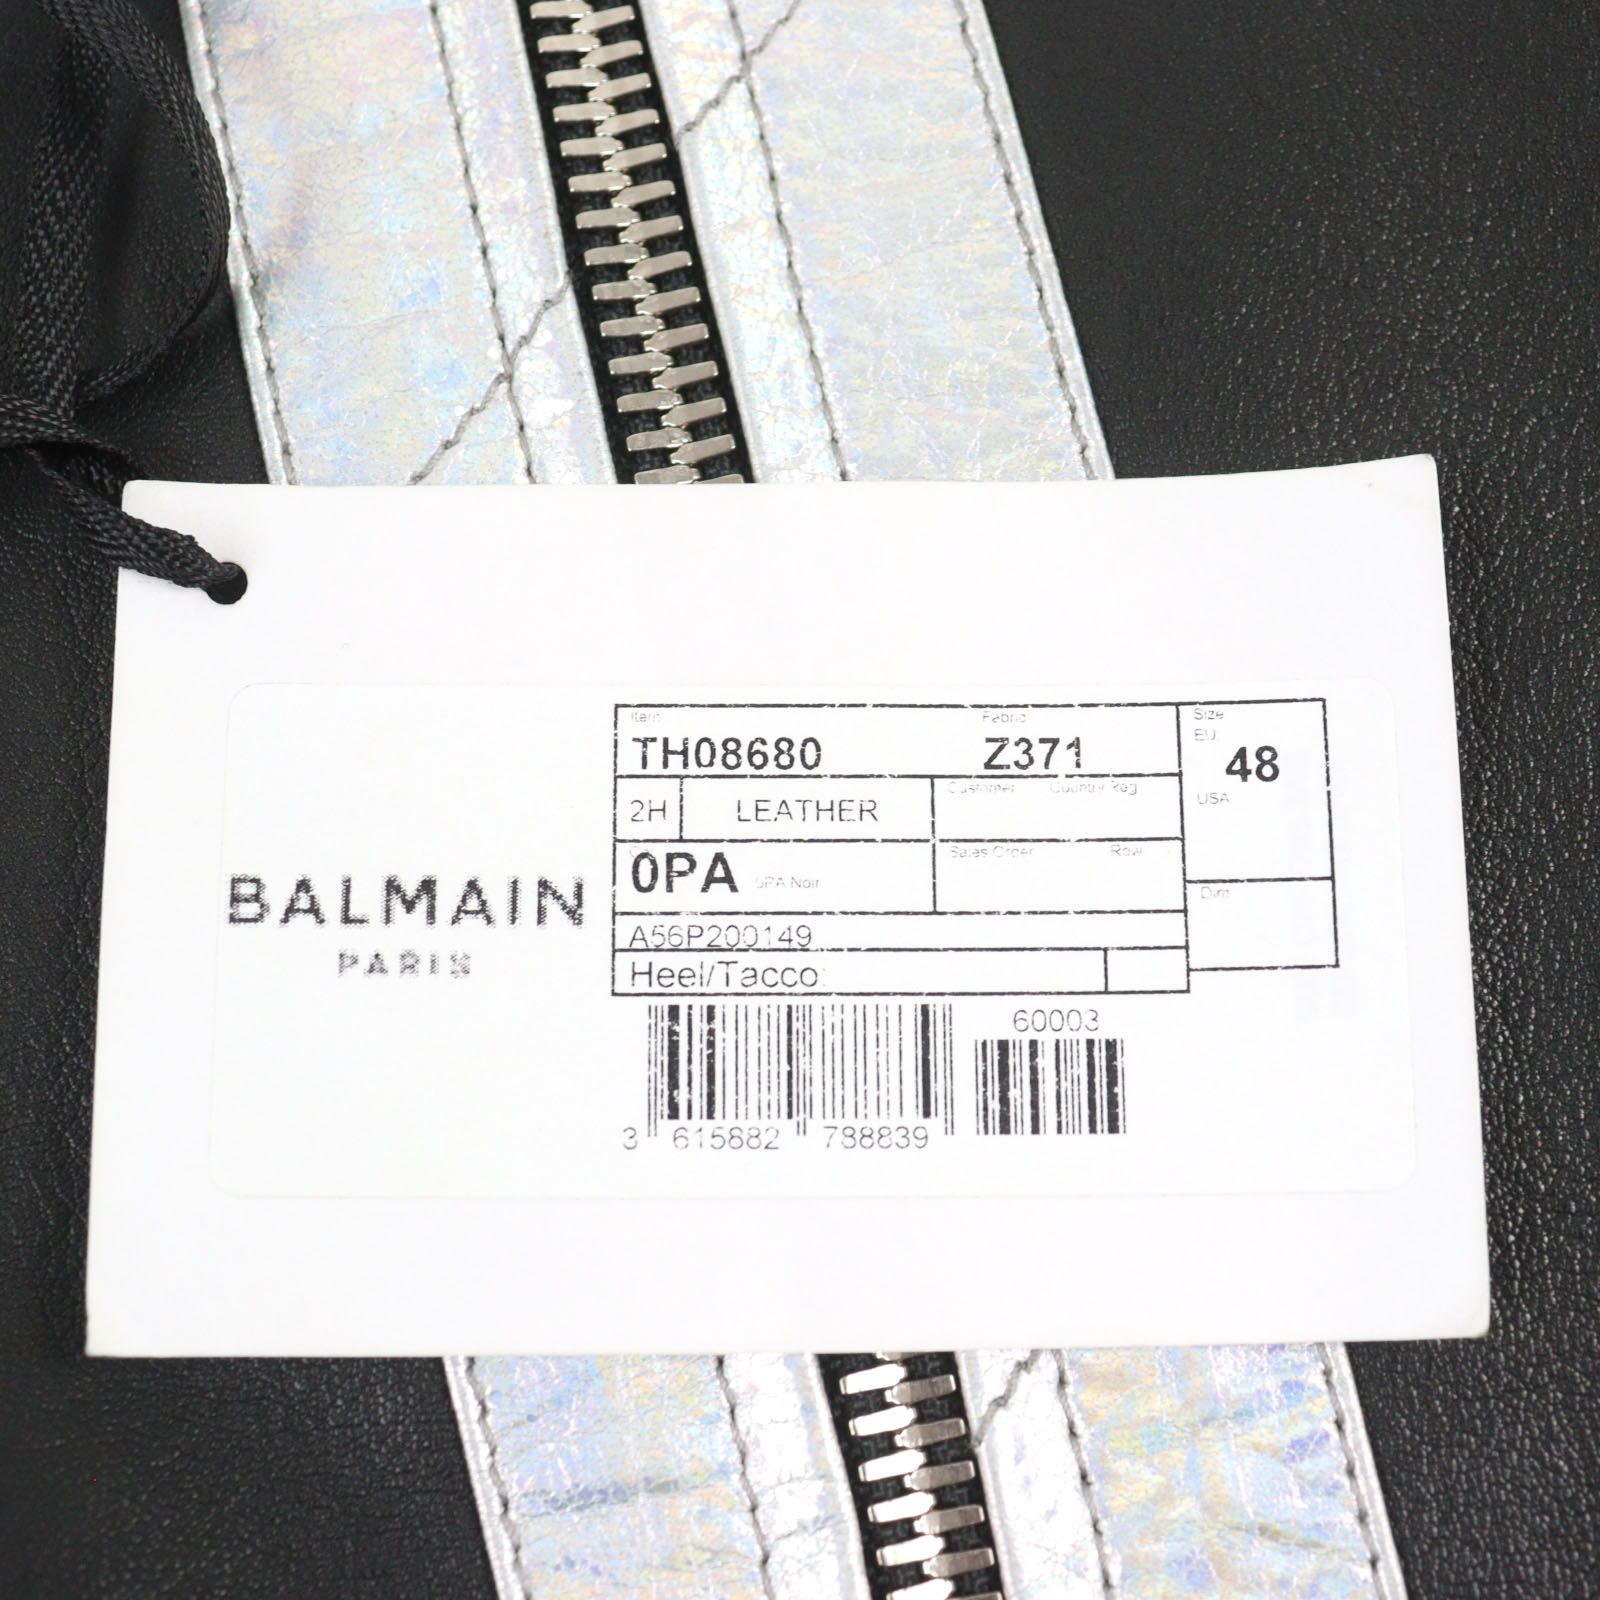 BALMAIN
PARIS
Item Fabric
TH08680 Z371
Size
EU 48
USA
2H LEATHER
Customer Country Reg
0PA 0PA Noir
Sales Order Row
Dim
A56P200149
Heel/Tacco:
60003
3 615882 788839